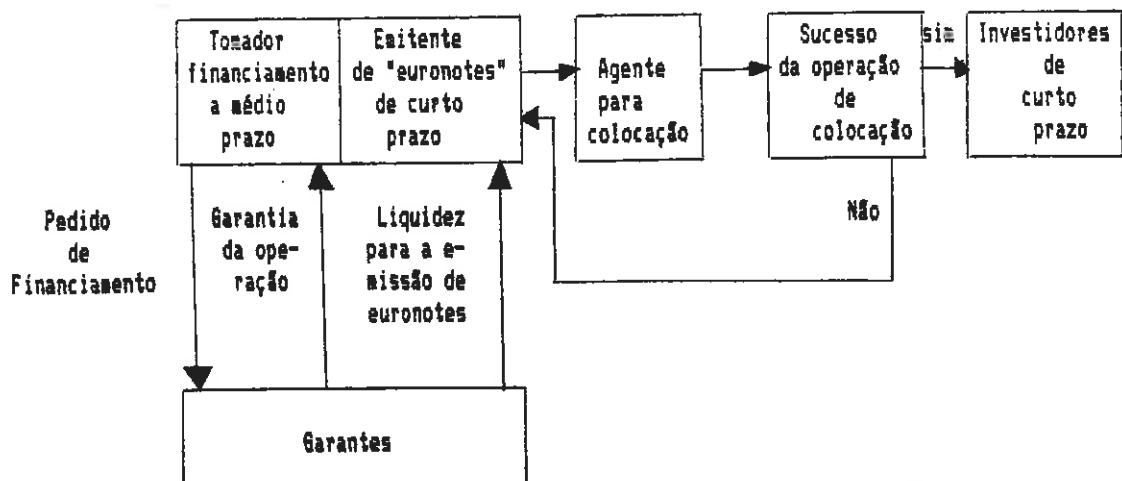 Tomador
financiamento
a médio
prazo
Emitente
de "euronotes"
de curto
prazo
Agente
para
colocação
Sucesso
da operação
de
colocação
sim
Investidores
de
curto
prazo
Não
Pedido
de
Financiamento
Garantia
da ope-
ração
Liquidez
para a e-
missão de
euronotes
Garantes